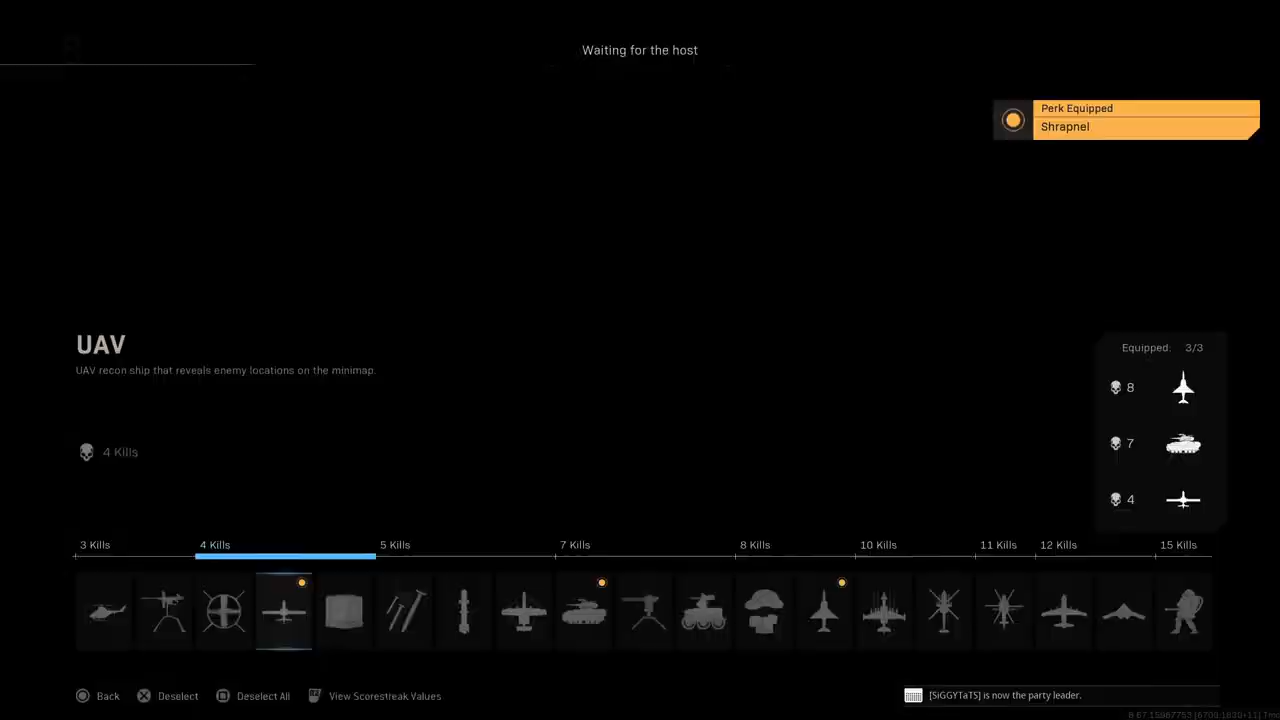 Waiting for the host
Perk Equipped
Shrapnel
UAV
UAV recon ship that reveals enemy locations on the minimap.
Equipped: 3/3
8
7
4 Kills
4
3 Kills
4 Kills
5 Kills
7 Kills
8 Kills
10 Kills
11 Kills
12 Kills
15 Kills
Back
Deselect
Deselect All
View Scorestreak Values
[SiGGYTaTS] is now the party leader.